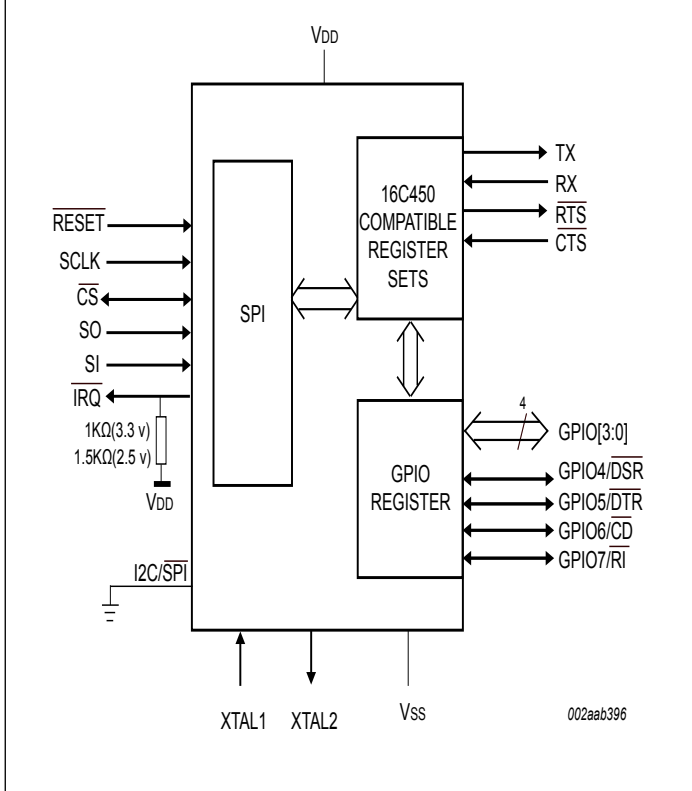 VDD
RESET
SCLK
CS
SO
SI
IRQ
1KΩ(3.3 v)
1.5KΩ(2.5 v)
VDD
I2C/SPI
SPI
16C450
COMPATIBLE
REGISTER
SETS
TX
RX
RTS
CTS
GPIO
REGISTER
4
GPIO[3:0]
GPIO4/DSR
GPIO5/DTR
GPIO6/CD
GPIO7/RI
XTAL1
XTAL2
VSS
002aab396